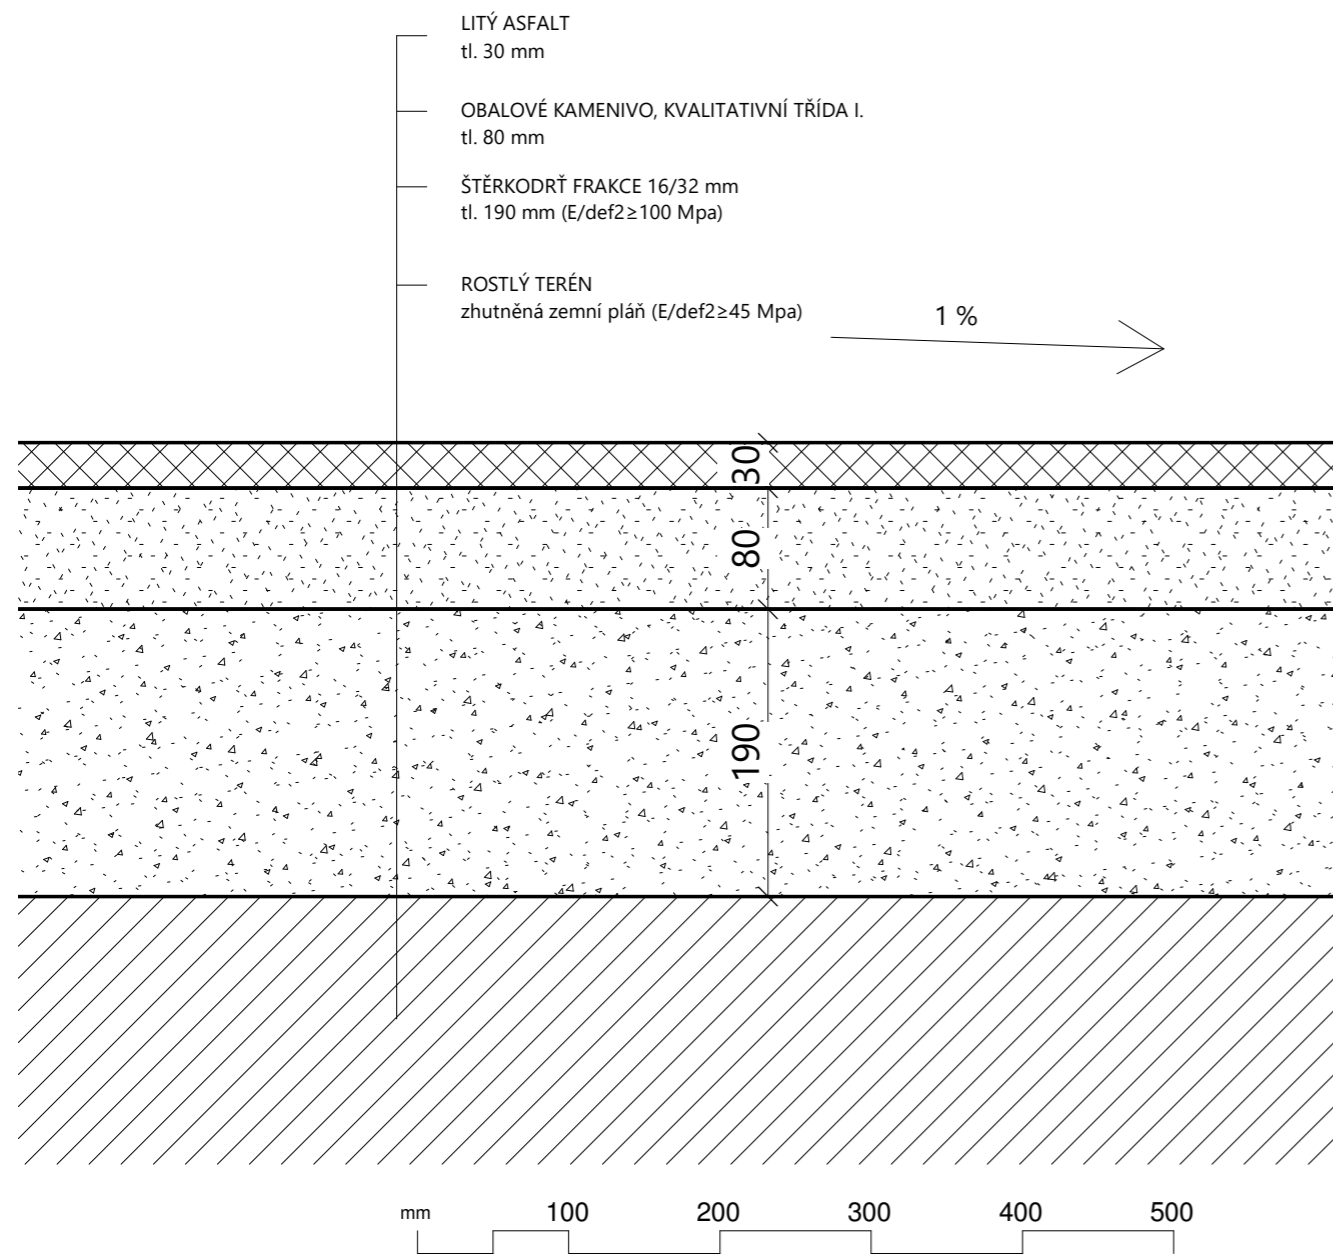 LITÝ ASFALT
tl. 30 mm
OBALOVÉ KAMENIVO, KVALITATIVNÍ TŘÍDA I.
tl. 80 mm
ŠTĚRKODRŤ FRAKCE 16/32 mm
tl. 190 mm (E/def2≥100 Mpa)
ROSTLÝ TERÉN
zhutněná zemní pláň (E/def2≥45 Mpa)
1 %
30
80
190
mm 100 200 300 400 500